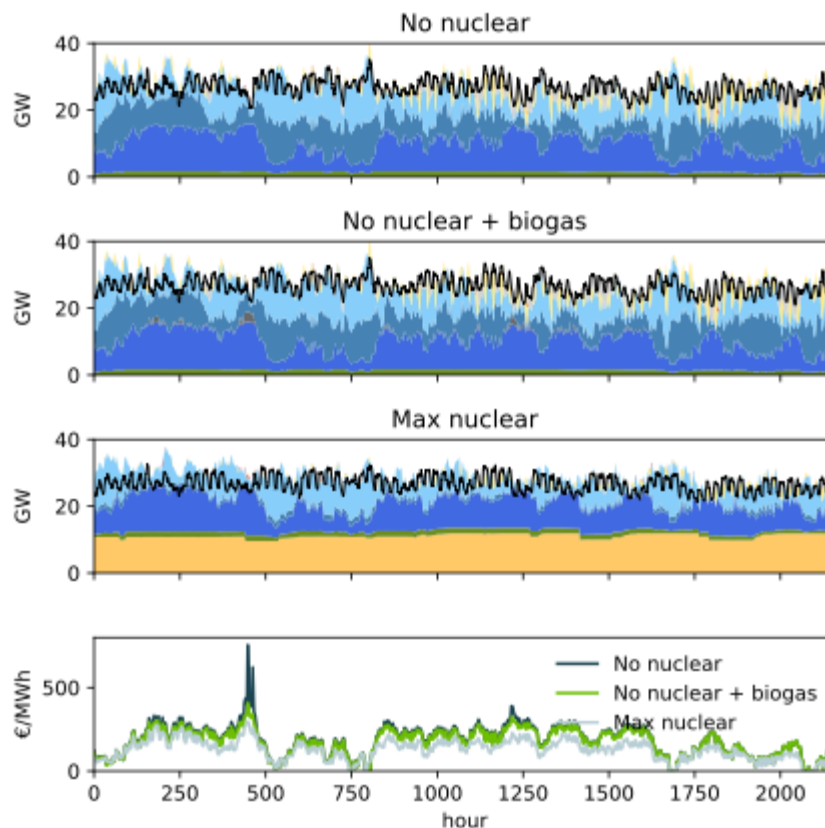 No nuclear
40
20
0
GW
No nuclear + biogas
40
20
0
GW
Max nuclear
40
20
0
GW
500
0
€/MWh
No nuclear
No nuclear + biogas
Max nuclear
0 250 500 750 1000 1250 1500 1750 2000
hour